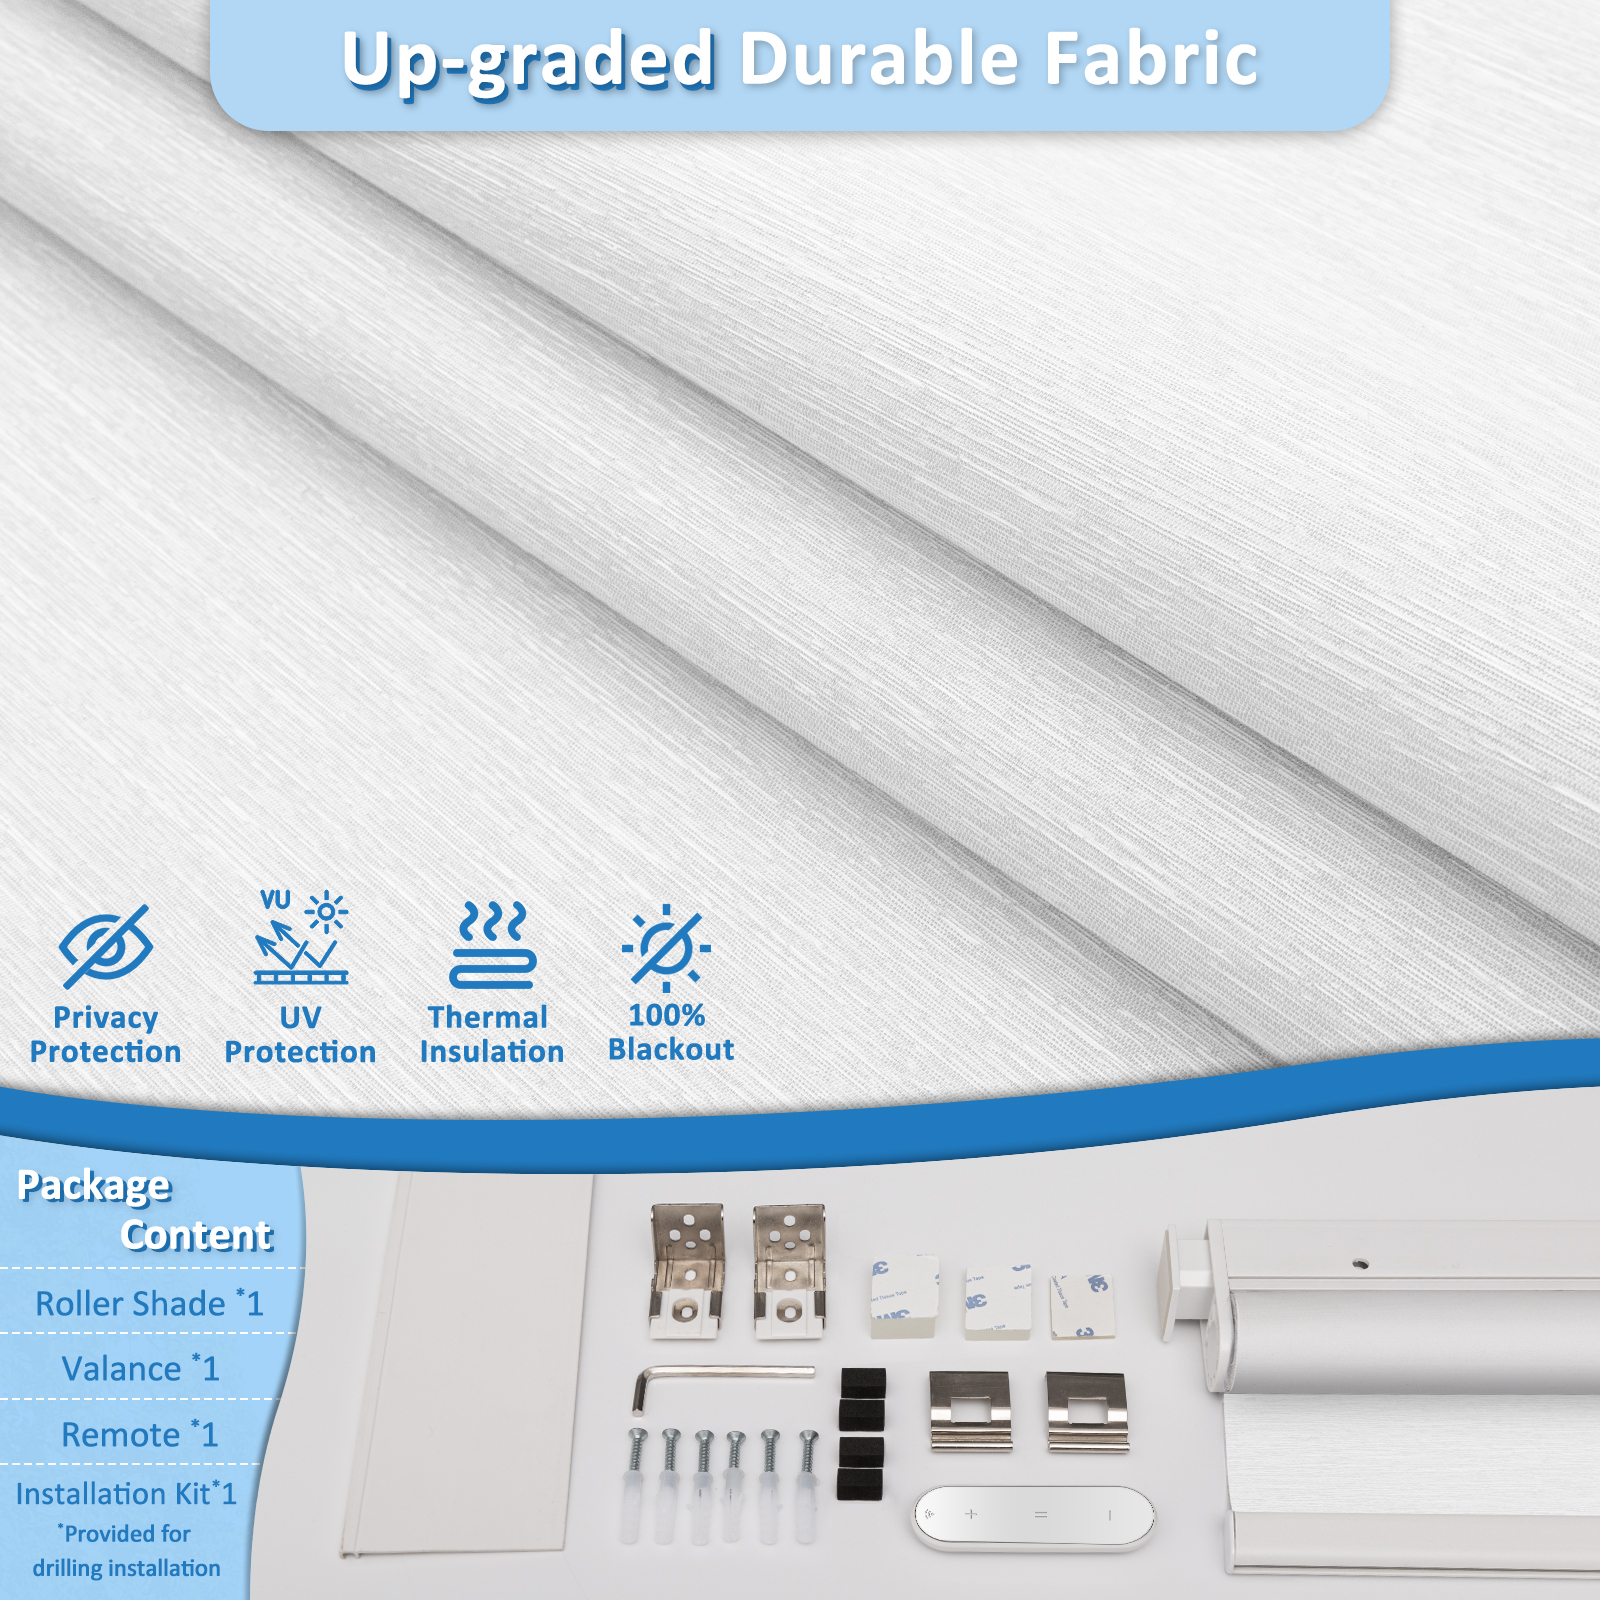 Up-graded Durable Fabric
VU
Privacy
Protection
UV
Protection
Thermal
Insulation
100%
Blackout
Package
Content
Roller Shade *1
Valance *1
Remote *1
Installation Kit*1
*Provided for
drilling installation
3M